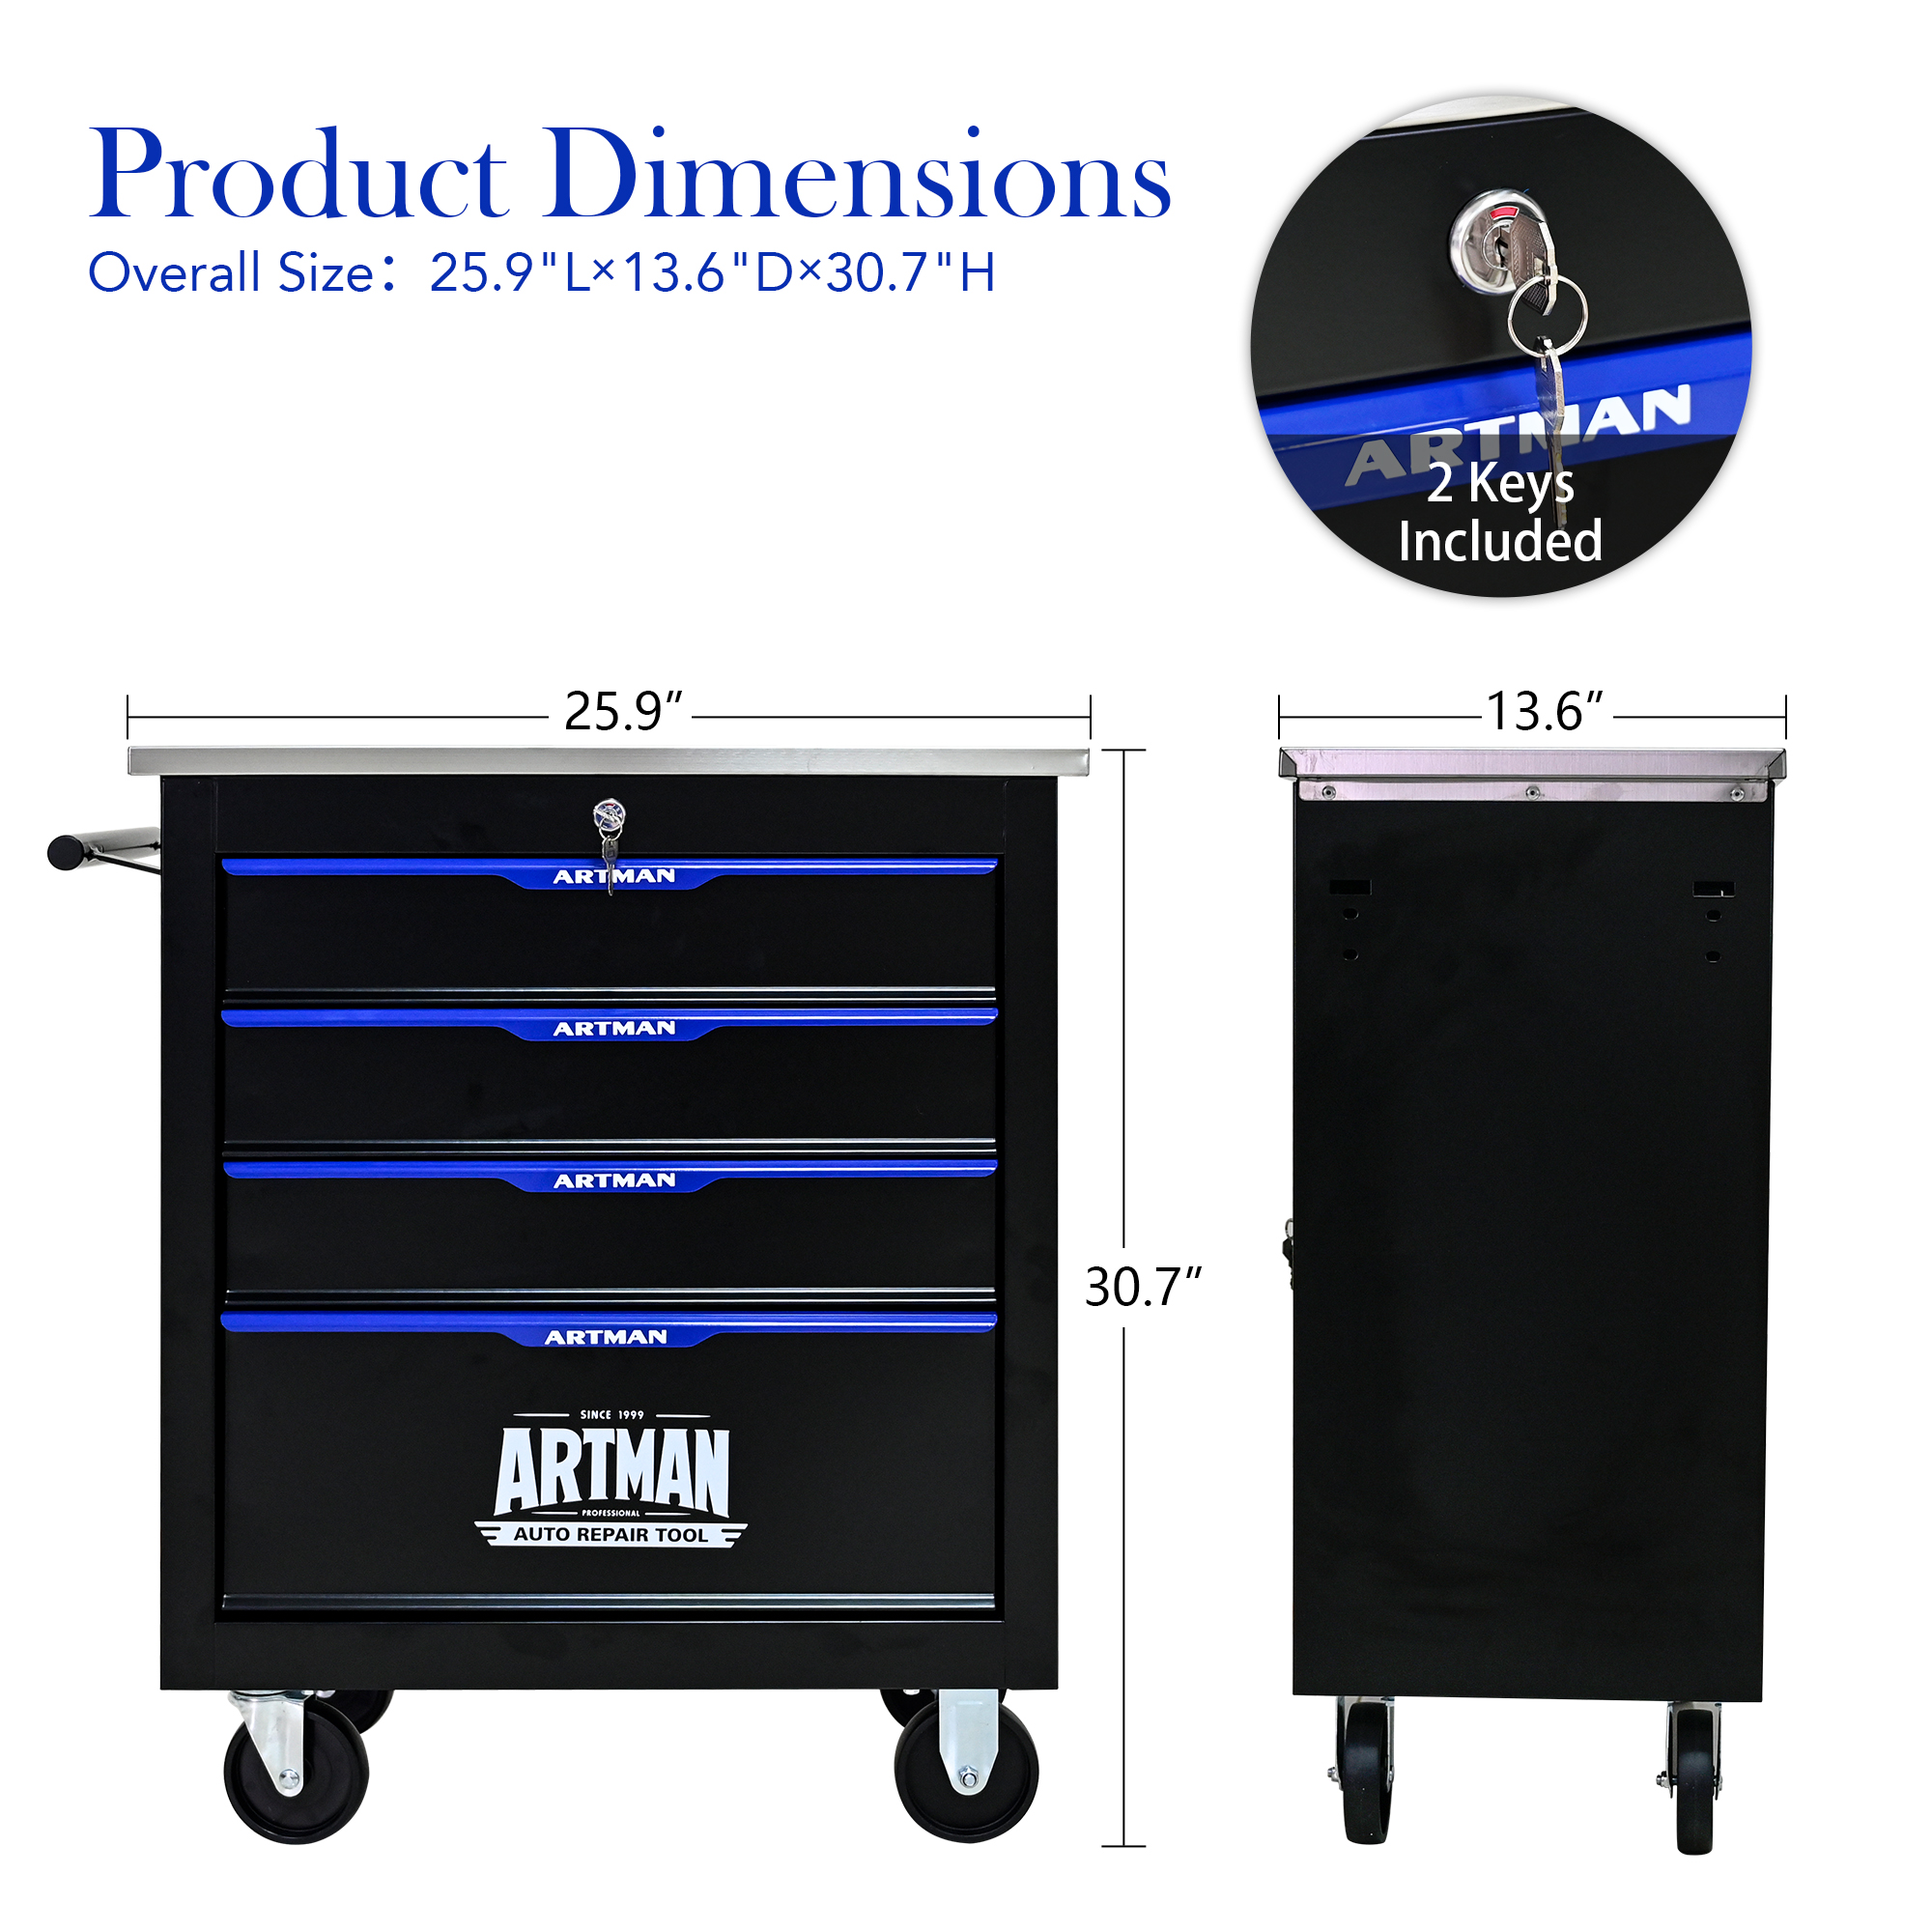 Product Dimensions
Overall Size： 25.9"L×13.6"D×30.7"H
ARTMAN
2 Keys
Included
25.9”
13.6”
ARTMAN
ARTMAN
ARTMAN
30.7”
ARTMAN
SINCE 1999
ARTMAN
PROFESSIONAL
AUTO REPAIR TOOL